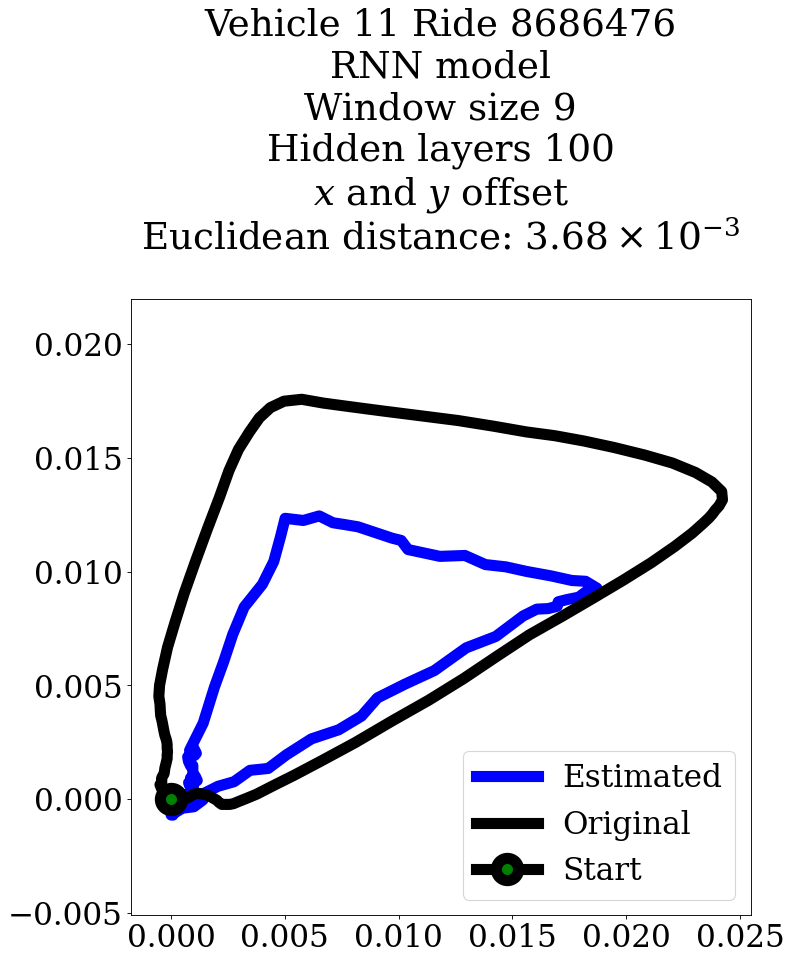 Vehicle 11 Ride 8686476
RNN model
Window size 9
Hidden layers 100
x and y offset
Euclidean distance: 3.68 × 10⁻³
0.020
0.015
0.010
0.005
0.000
−0.005
Estimated
Original
Start
0.000 0.005 0.010 0.015 0.020 0.025